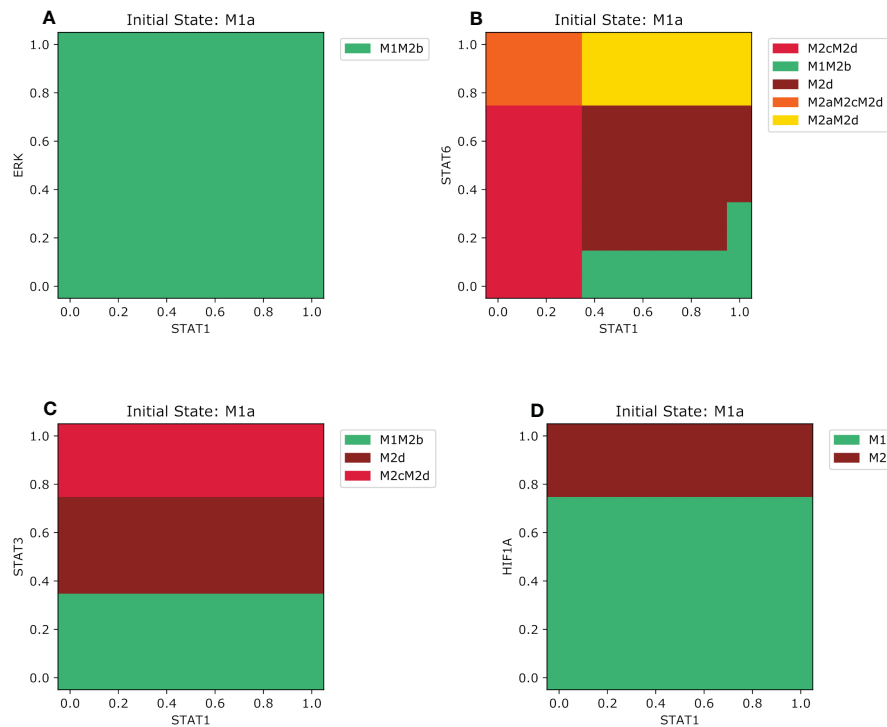 A
Initial State: M1a
1.0
0.8
0.6
0.4
0.2
0.0
ERK
0.0 0.2 0.4 0.6 0.8 1.0
STAT1
M1M2b
B
Initial State: M1a
1.0
0.8
0.6
0.4
0.2
0.0
STAT6
0.0 0.2 0.4 0.6 0.8 1.0
STAT1
M2cM2d
M1M2b
M2d
M2aM2cM2d
M2aM2d
C
Initial State: M1a
1.0
0.8
0.6
0.4
0.2
0.0
STAT3
0.0 0.2 0.4 0.6 0.8 1.0
STAT1
M1M2b
M2d
M2cM2d
D
Initial State: M1a
1.0
0.8
0.6
0.4
0.2
0.0
HIF1A
0.0 0.2 0.4 0.6 0.8 1.0
STAT1
M1
M2